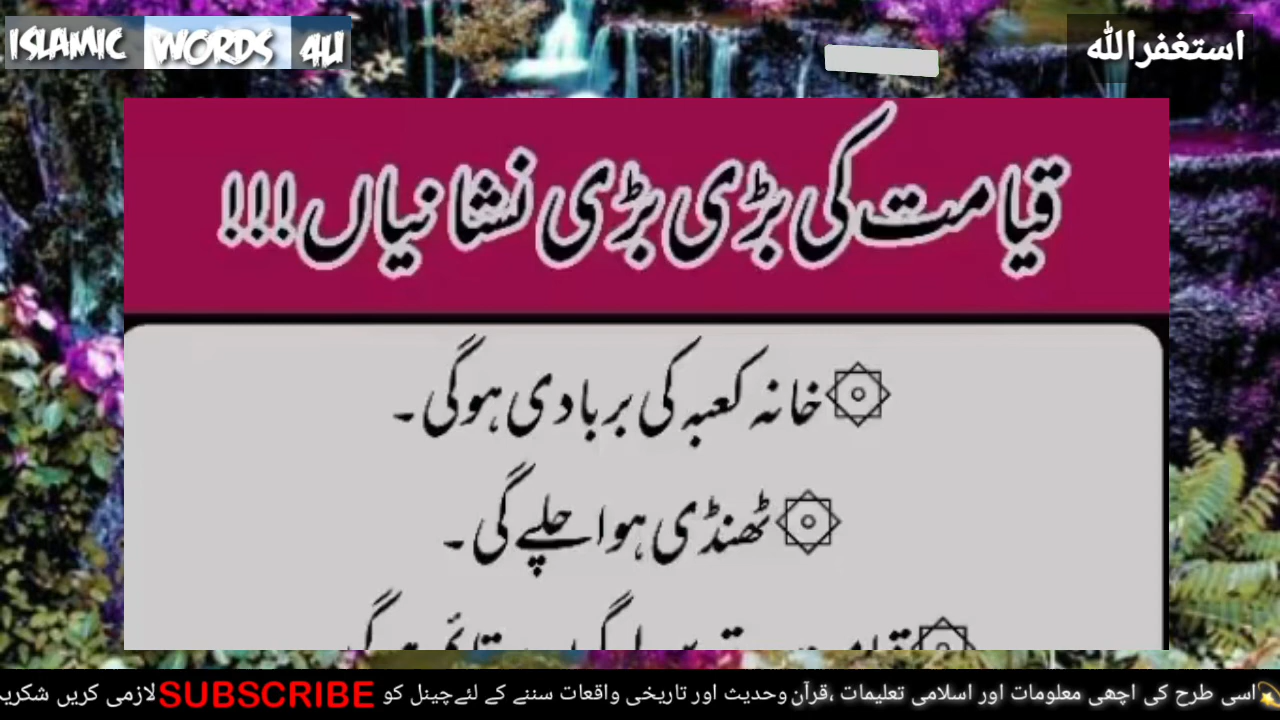 ISLAMIC WORDS 4U
استغفراللہ
قیامت کی بڑی بڑی نشانیاں!!!
۞خانہ کعبہ کی بربادی ہوگی۔
۞ٹھنڈی ہوا چلے گی۔
💫اسی طرح کی اچھی معلومات اور اسلامی تعلیمات ،قرآن وحدیث اور تاریخی واقعات سننے کے لئےچینل کو SUBSCRIBE لازمی کریں شکریہ